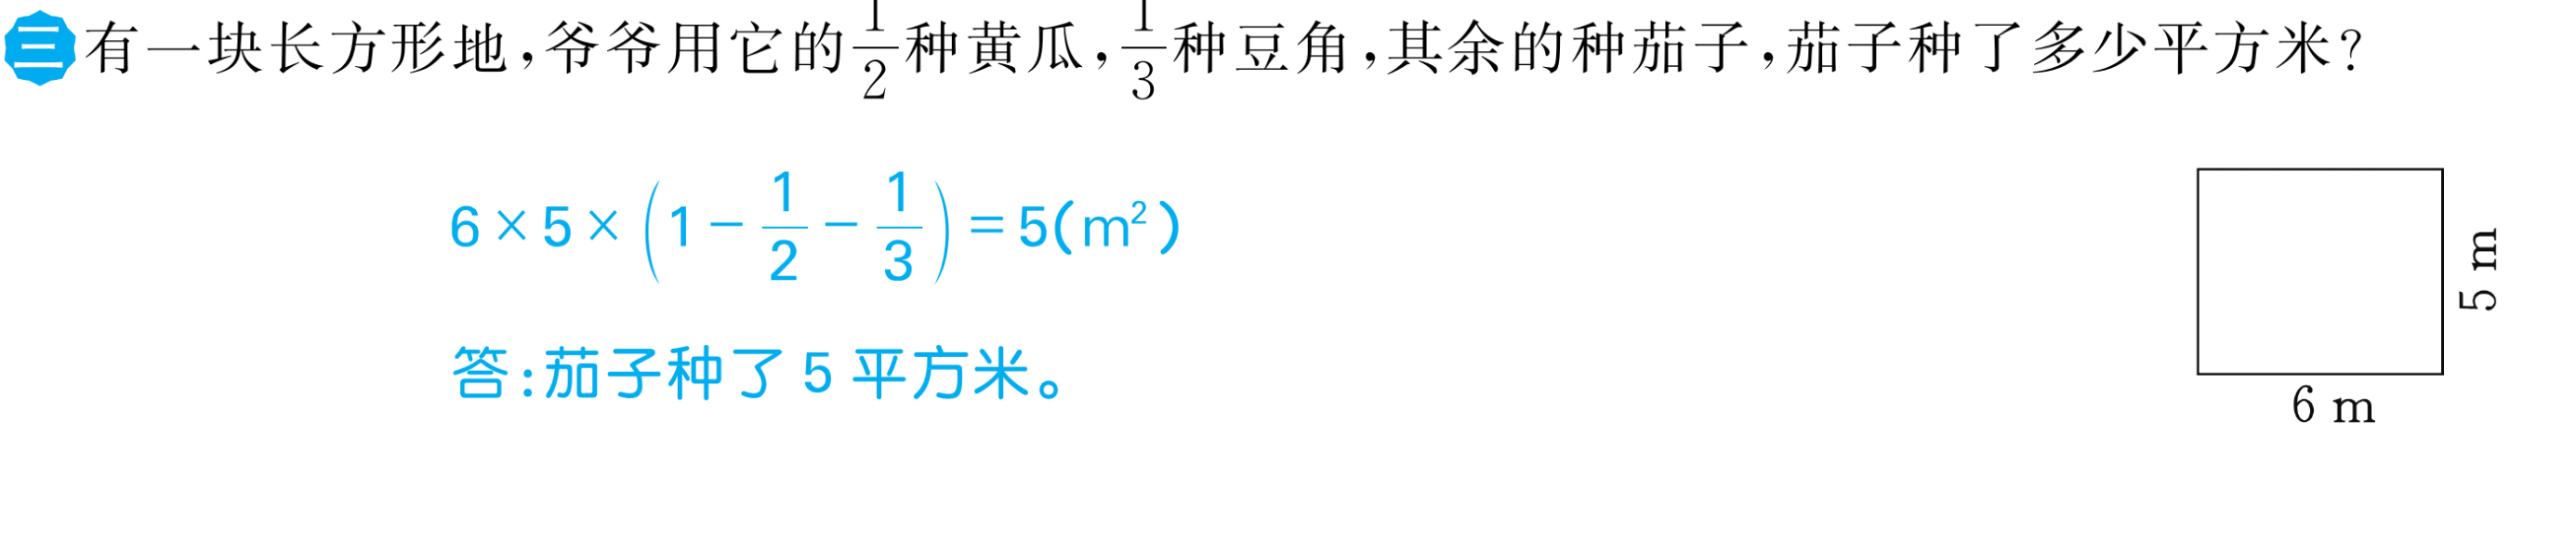 三 有一块长方形地,爷爷用它的1/2种黄瓜,1/3种豆角,其余的种茄子,茄子种了多少平方米?
6×5×(1-1/2-1/3)=5(m²)
5 m
答:茄子种了5平方米。
6 m